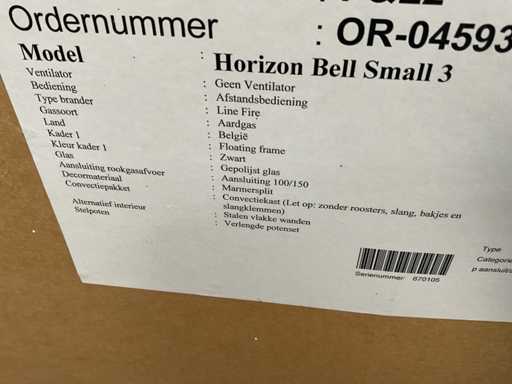 Ordernummer : OR-04593
Model : Horizon Bell Small 3
Ventilator : Geen Ventilator
Bediening : Afstandsbediening
Type brander : Line Fire
Gassoort : Aardgas
Land : België
Kader 1 : Floating frame
Kleur kader 1 : Zwart
Glas : Gepolijst glas
Aansluiting rookgasafvoer : Aansluiting 100/150
Decormateriaal : Marmersplit
Convectiepakket : Convectiekast (Let op: zonder roosters, slang, bakjes en
slangklemmen)
Alternatief interieur : Stalen vlakke wanden
Stelpoten : Verlengde potenset
Serienummer 670105
Type
Categorie
p aansluit